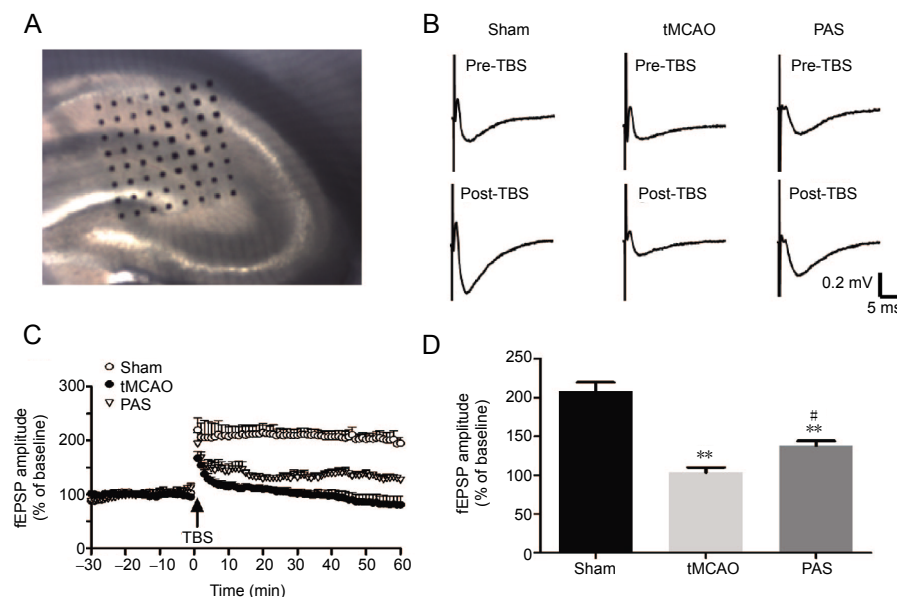 A
B
Sham
tMCAO
PAS
Pre-TBS
Pre-TBS
Pre-TBS
Post-TBS
Post-TBS
Post-TBS
0.2 mV
5 ms
C
Sham
tMCAO
PAS
fEPSP amplitude
(% of baseline)
300
200
100
0
TBS
–30
–20
–10
0
10
20
30
40
50
60
Time (min)
D
fEPSP amplitude
(% of baseline)
250
200
150
100
50
0
**
#
**
Sham
tMCAO
PAS